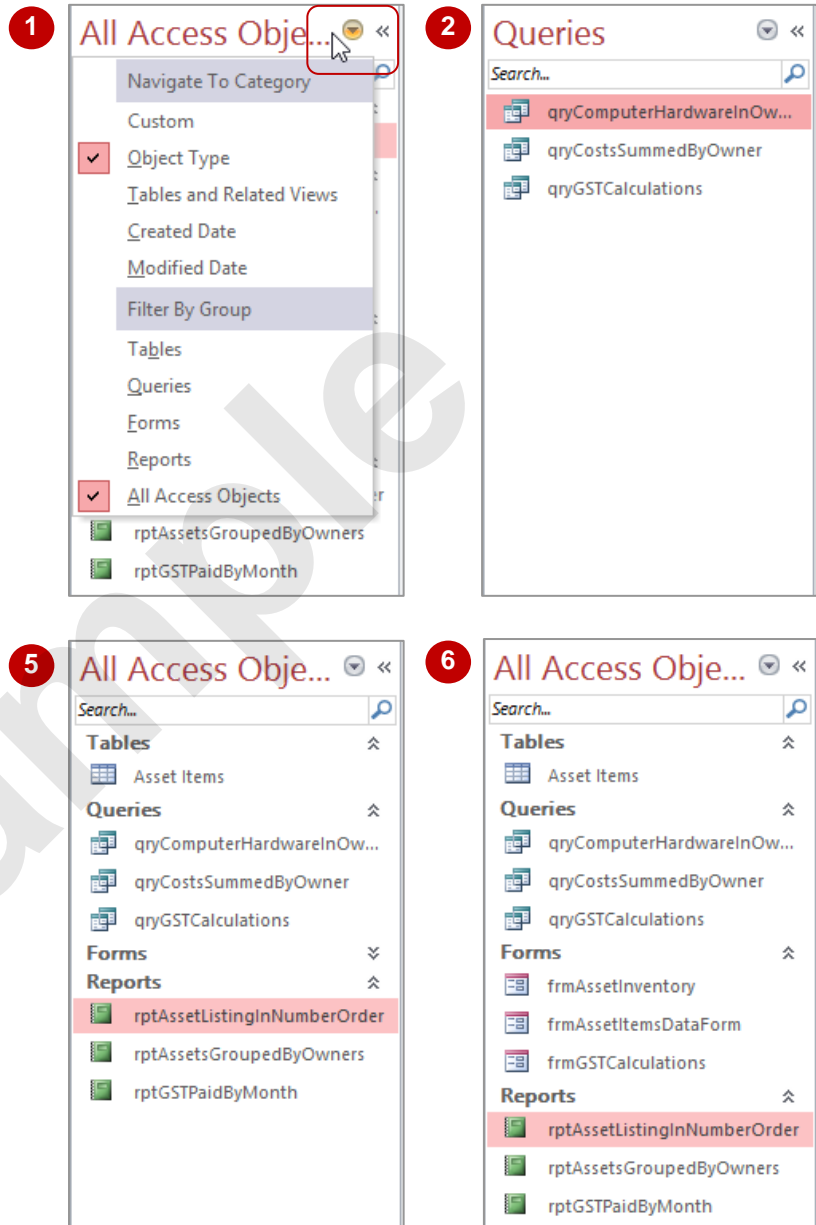 1
All Access Obje...
Navigate To Category
Custom
Object Type
Tables and Related Views
Created Date
Modified Date
Filter By Group
Tables
Queries
Forms
Reports
All Access Objects
rptAssetsGroupedByOwners
rptGSTPaidByMonth
2
Queries
Search...
qryComputerHardwareInOw...
qryCostsSummedByOwner
qryGSTCalculations
5
All Access Obje...
Search...
Tables
Asset Items
Queries
qryComputerHardwareInOw...
qryCostsSummedByOwner
qryGSTCalculations
Forms
Reports
rptAssetListingInNumberOrder
rptAssetsGroupedByOwners
rptGSTPaidByMonth
6
All Access Obje...
Search...
Tables
Asset Items
Queries
qryComputerHardwareInOw...
qryCostsSummedByOwner
qryGSTCalculations
Forms
frmAssetInventory
frmAssetItemsDataForm
frmGSTCalculations
Reports
rptAssetListingInNumberOrder
rptAssetsGroupedByOwners
rptGSTPaidByMonth